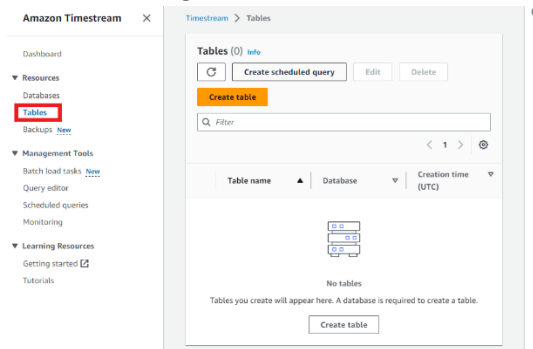 Amazon Timestream
Dashboard
Resources
Databases
Tables
Backups New
Management Tools
Batch load tasks New
Query editor
Scheduled queries
Monitoring
Learning Resources
Getting started
Tutorials
Timestream > Tables
Tables (0) Info
Create scheduled query Edit Delete
Create table
Filter
< 1 >
Table name Database Creation time
(UTC)
No tables
Tables you create will appear here. A database is required to create a table.
Create table